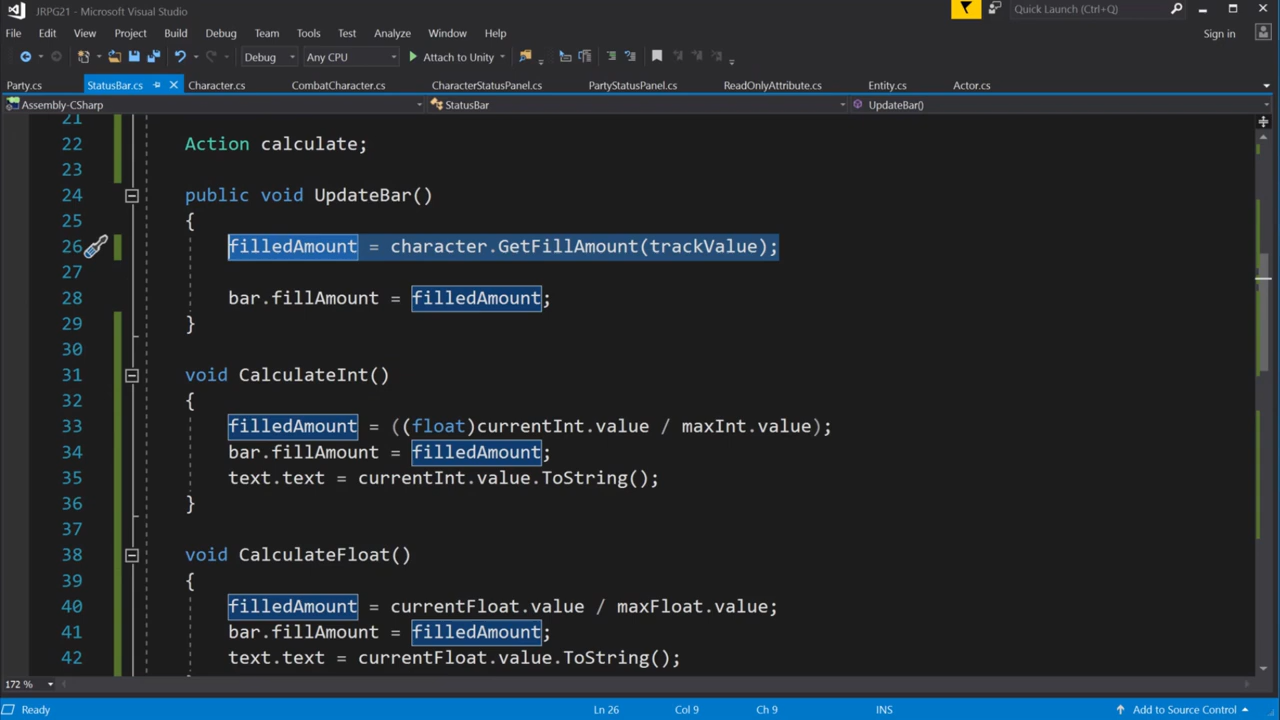 JRPG21 - Microsoft Visual Studio
Quick Launch (Ctrl+Q)
File Edit View Project Build Debug Team Tools Test Analyze Window Help
Sign in
Debug Any CPU Attach to Unity
Party.cs StatusBar.cs Character.cs CombatCharacter.cs CharacterStatusPanel.cs PartyStatusPanel.cs ReadOnlyAttribute.cs Entity.cs Actor.cs
Assembly-CSharp StatusBar UpdateBar()
21
22 Action calculate;
23
24 public void UpdateBar()
25 {
26 filledAmount = character.GetFillAmount(trackValue);
27
28 bar.fillAmount = filledAmount;
29 }
30
31 void CalculateInt()
32 {
33 filledAmount = ((float)currentInt.value / maxInt.value);
34 bar.fillAmount = filledAmount;
35 text.text = currentInt.value.ToString();
36 }
37
38 void CalculateFloat()
39 {
40 filledAmount = currentFloat.value / maxFloat.value;
41 bar.fillAmount = filledAmount;
42 text.text = currentFloat.value.ToString();
172 %
Ready Ln 26 Col 9 Ch 9 INS Add to Source Control